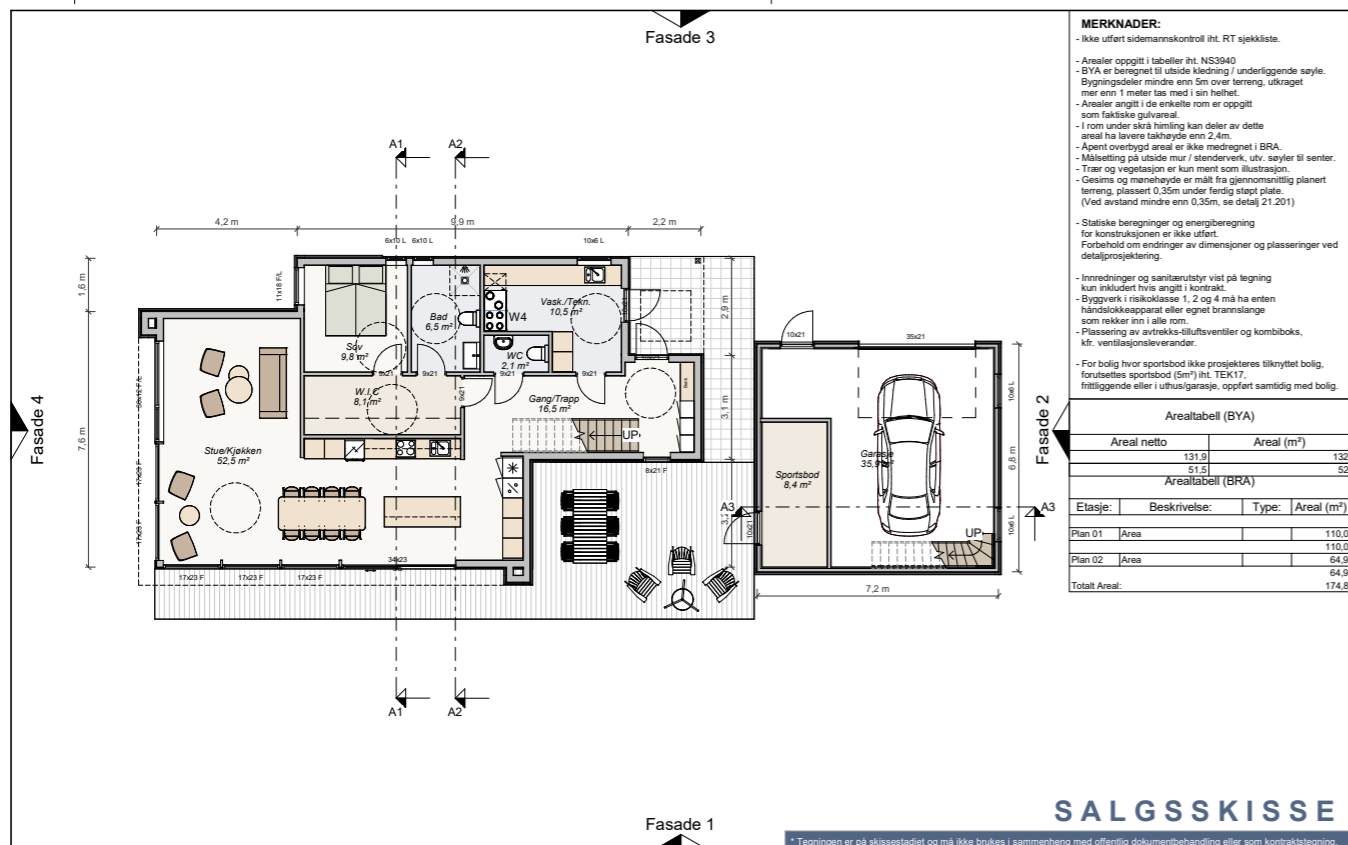 Fasade 3
MERKNADER:
- Ikke utført sidemannskontroll iht. RT sjekkliste.
- Arealer oppgitt i tabeller iht. NS3940
- BYA er beregnet til utside kledning / underliggende søyle.
Bygningsdeler mindre enn 5m over terreng, utkraget
mer enn 1 meter tas med i sin helhet.
- Arealer angitt i de enkelte rom er oppgitt
som faktiske gulvareal.
- I rom under skrå himling kan deler av dette
areal ha lavere takhøyde enn 2,4m.
- Åpent overbygd areal er ikke medregnet i BRA.
- Målsetting på utside mur / stenderverk, utv. søyler til senter.
- Trær og vegetasjon er kun ment som illustrasjon.
- Gesims og mønehøyde er målt fra gjennomsnittlig planert
terreng, plassert 0,35m under ferdig støpt plate.
(Ved avstand mindre enn 0,35m, se detalj 21.201)
- Statiske beregninger og energiberegning
for konstruksjonen er ikke utført.
Forbehold om endringer av dimensjoner og plasseringer ved
detaljprosjektering.
- Innredninger og sanitærutstyr vist på tegning
kun inkludert hvis angitt i kontrakt.
- Byggverk i risikoklasse 1, 2 og 4 må ha enten
håndslokkeapparat eller egnet brannslange
som rekker inn i alle rom.
- Plassering av avtrekks-tilluftsventiler og kombiboks,
kfr. ventilasjonsleverandør.
- For bolig hvor sportsbod ikke prosjekteres tilknyttet bolig,
forutsettes sportsbod (5m²) iht. TEK17,
frittliggende eller i uthus/garasje, oppført samtidig med bolig.
Arealtabell (BYA)
Areal netto Areal (m²)
131,9 132
51,5 52
Arealtabell (BRA)
Etasje: Beskrivelse: Type: Areal (m²)
Plan 01 Area 110,0
110,0
Plan 02 Area 64,9
64,9
Totalt Areal: 174,8
A1 A2
4,2 m 9,9 m 2,2 m
6x10 L 6x10 L 10x6 L
1,6 m
11x18 F/L
2,9 m
Vask./Tekn.
10,5 m²
Bad
6,5 m²
W4
Sov
9,8 m²
WC
2,1 m²
10x21 35x21
9x21 9x21 9x21 9x21
W.I.C
8,1 m²
9x21
Gang/Trapp
16,5 m²
UP
3,1 m
10x6 L
Fasade 4
7,6 m
Stue/Kjøkken
52,5 m²
17x23 F
17x23 F
8x21 F
Sportsbod
8,4 m²
Garasje
35,9 m²
6,8 m
Fasade 2
A3 A3
10x21
UP
10x6 L
34x23
17x23 F 17x23 F 17x23 F
7,2 m
A1 A2
Fasade 1
SALGSSKISSE
* Tegningen er på skissestadiet og må ikke brukes i sammenheng med offentlig dokumentbehandling eller som kontraktstegning.